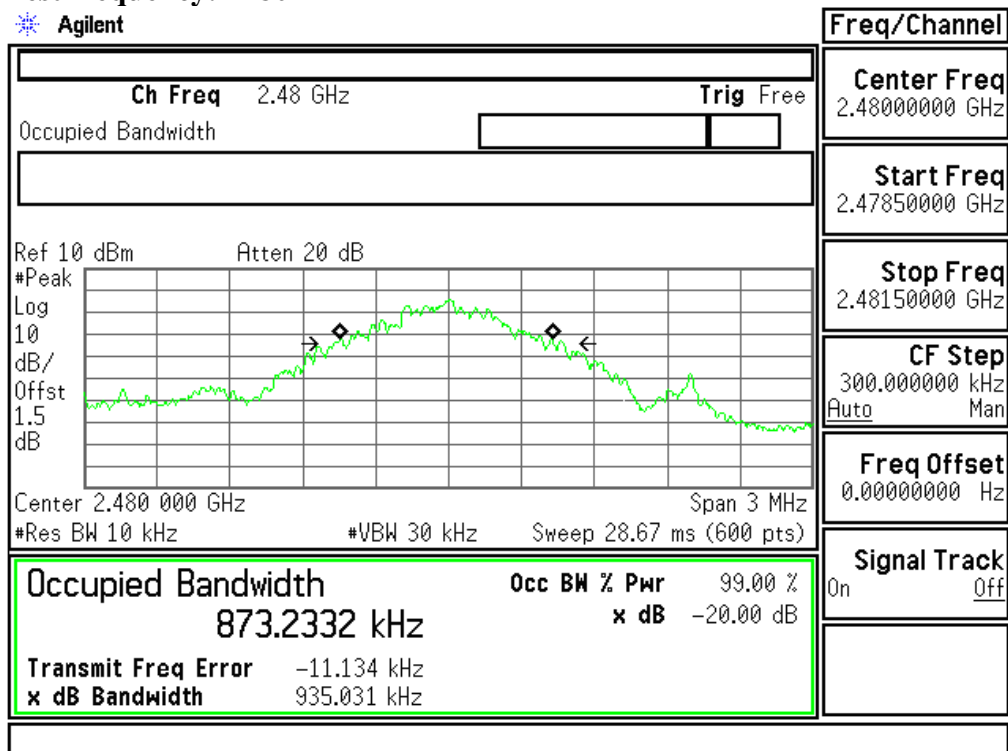 Agilent
Freq/Channel
Ch Freq 2.48 GHz Trig Free
Occupied Bandwidth
Center Freq
2.48000000 GHz
Start Freq
2.47850000 GHz
Stop Freq
2.48150000 GHz
CF Step
300.000000 kHz
Auto Man
Freq Offset
0.00000000 Hz
Signal Track
On Off
Ref 10 dBm Atten 20 dB
#Peak
Log
10
dB/
Offst
1.5
dB
Center 2.480 000 GHz Span 3 MHz
#Res BW 10 kHz #VBW 30 kHz Sweep 28.67 ms (600 pts)
Occupied Bandwidth
873.2332 kHz
Occ BW % Pwr 99.00 %
x dB -20.00 dB
Transmit Freq Error -11.134 kHz
x dB Bandwidth 935.031 kHz